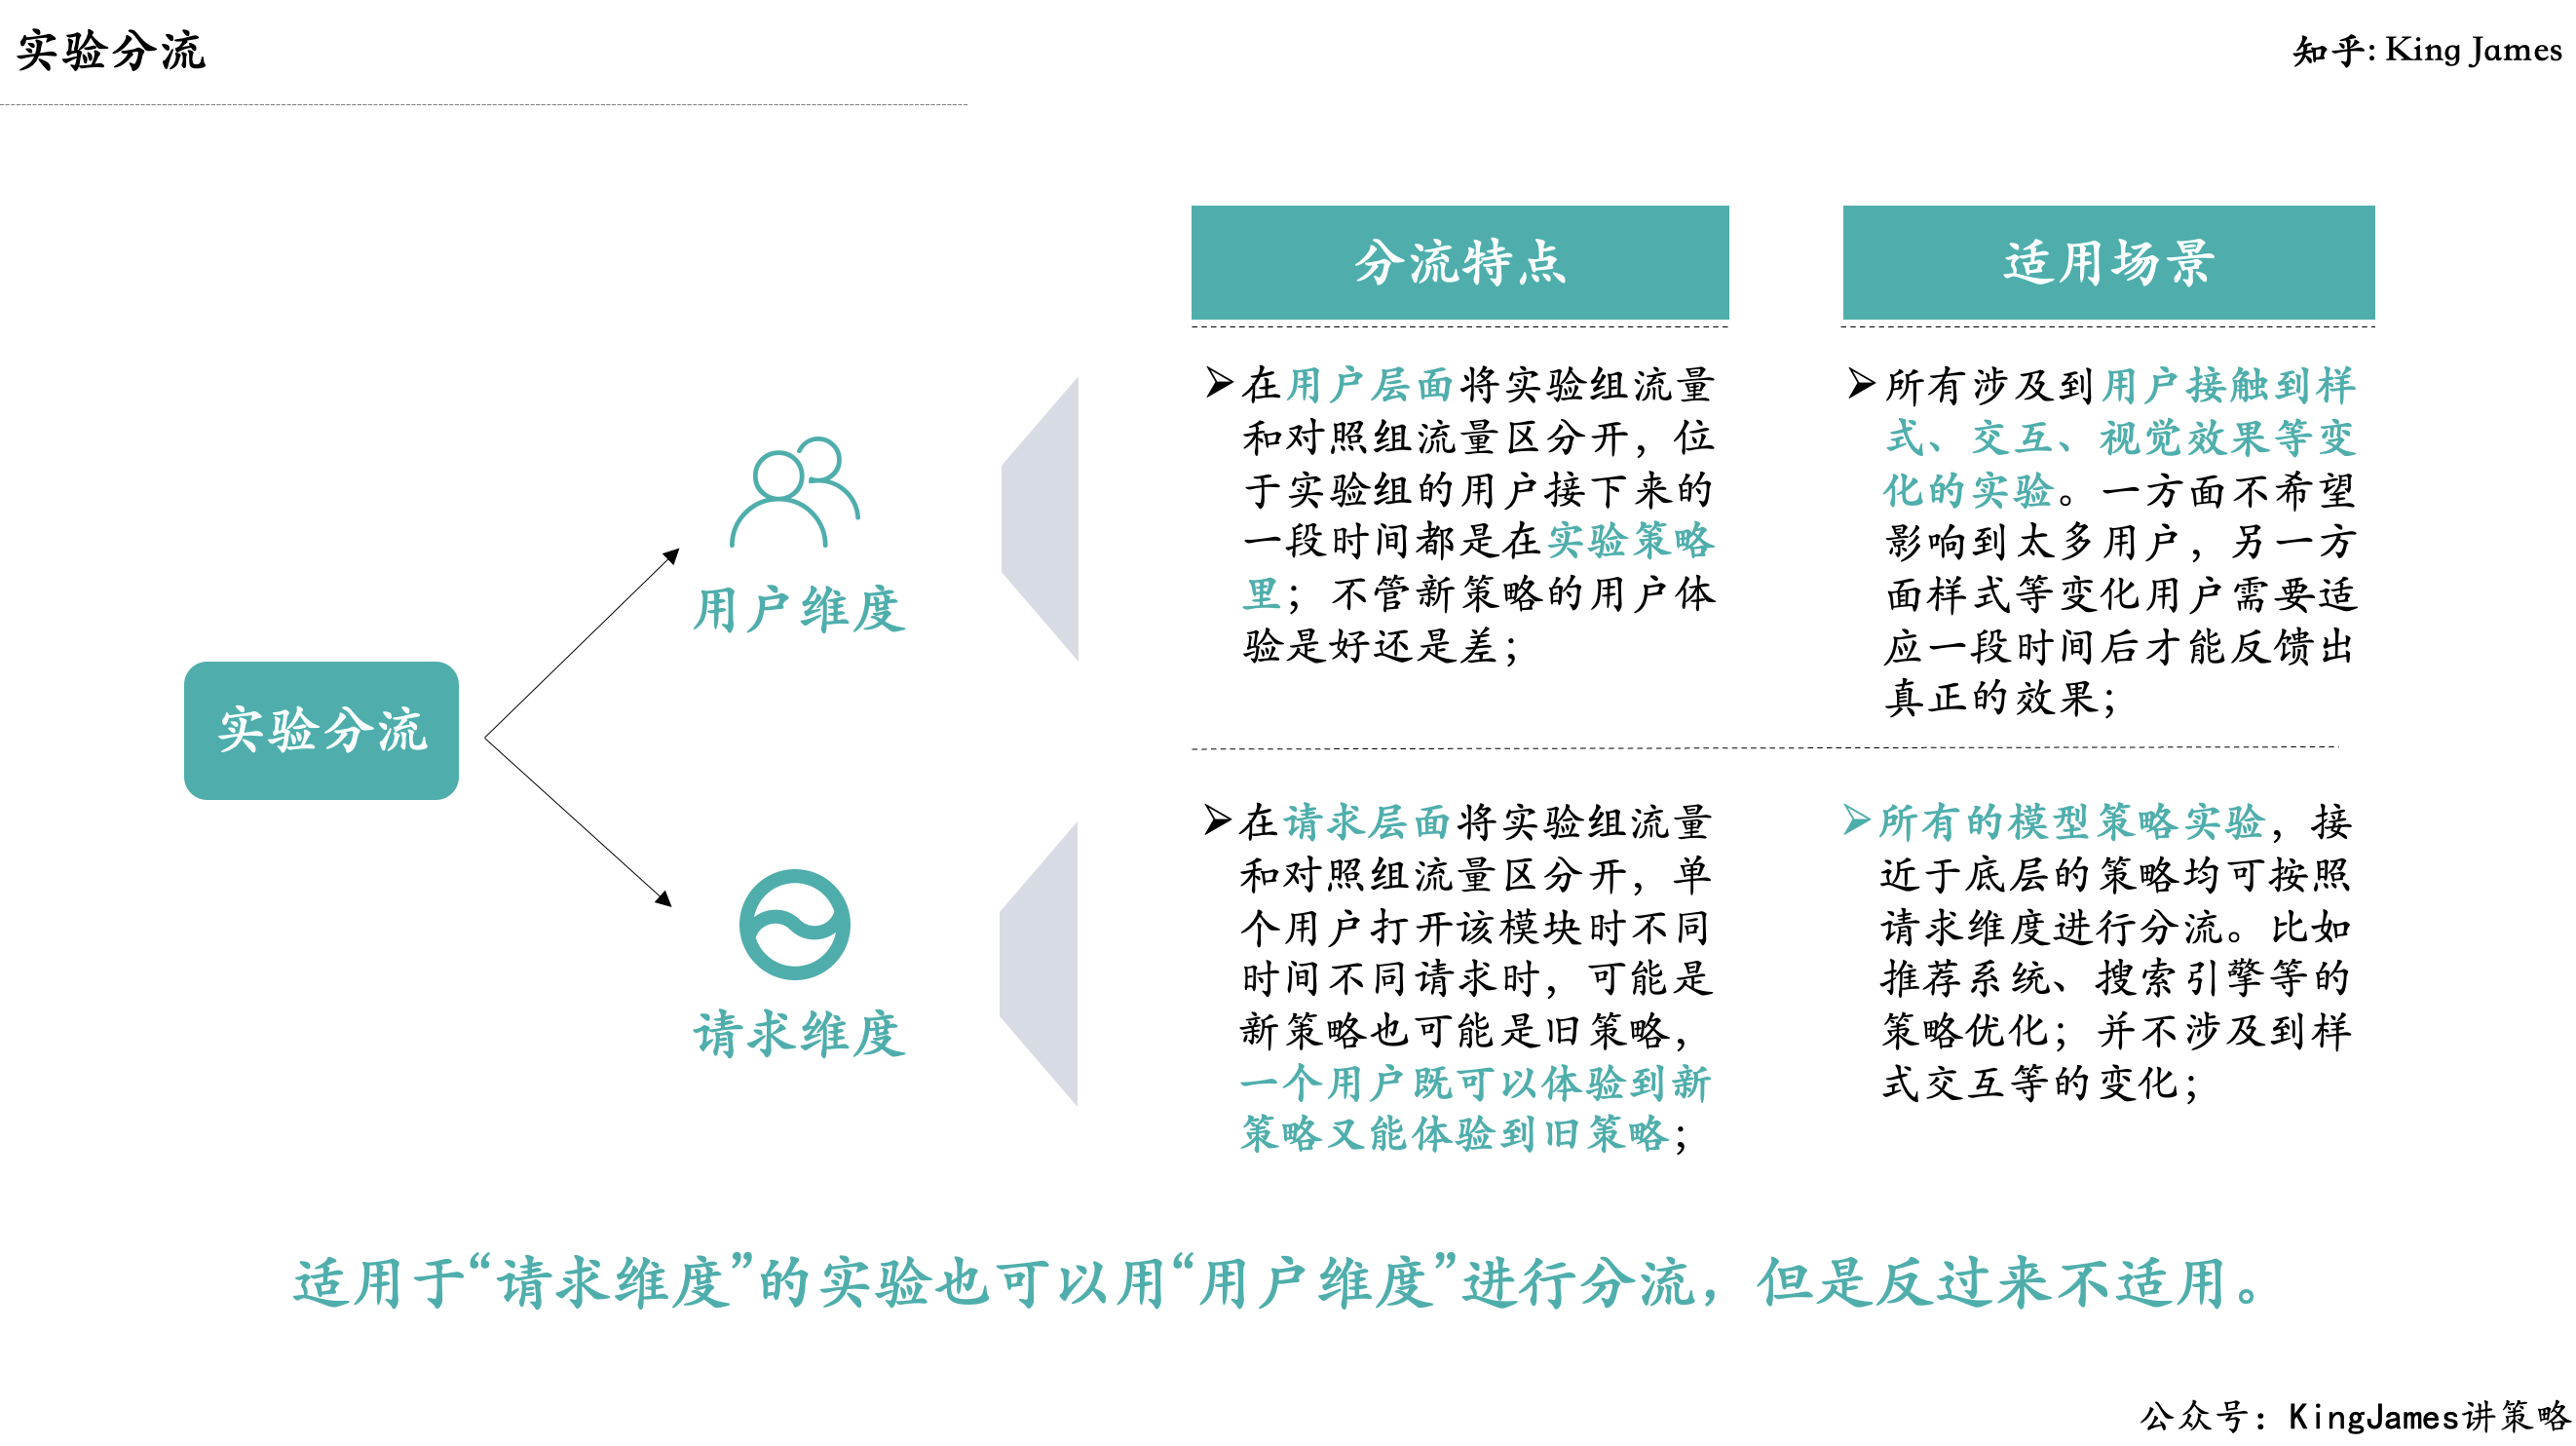 实验分流
知乎: King James
分流特点
适用场景
用户维度
➢在用户层面将实验组流量
和对照组流量区分开，位
于实验组的用户接下来的
一段时间都是在实验策略
里；不管新策略的用户体
验是好还是差；
➢所有涉及到用户接触到样
式、交互、视觉效果等变
化的实验。一方面不希望
影响到太多用户，另一方
面样式等变化用户需要适
应一段时间后才能反馈出
真正的效果；
实验分流
请求维度
➢在请求层面将实验组流量
和对照组流量区分开，单
个用户打开该模块时不同
时间不同请求时，可能是
新策略也可能是旧策略，
一个用户既可以体验到新
策略又能体验到旧策略；
➢所有的模型策略实验，接
近于底层的策略均可按照
请求维度进行分流。比如
推荐系统、搜索引擎等的
策略优化；并不涉及到样
式交互等的变化；
适用于“请求维度”的实验也可以用“用户维度”进行分流，但是反过来不适用。
公众号：KingJames讲策略